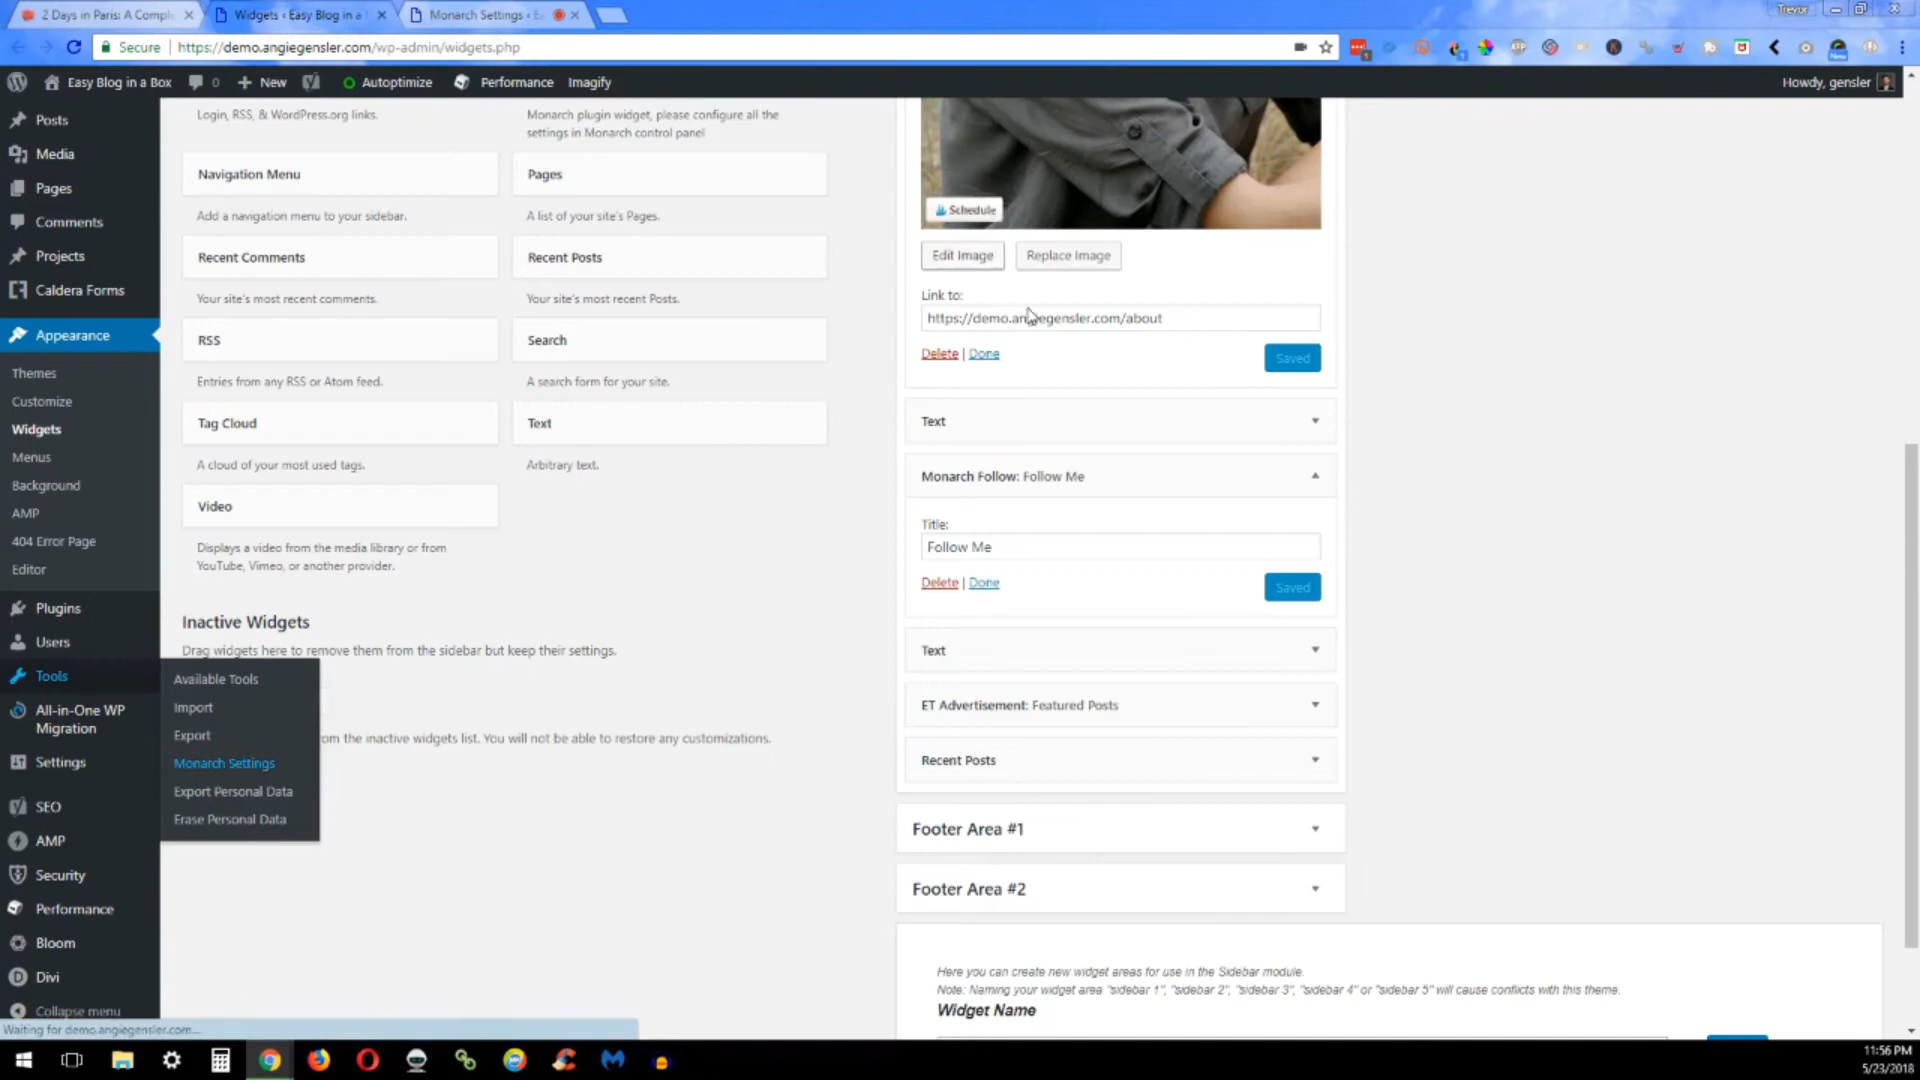 2 Days in Paris: A Compl
Widgets ‹ Easy Blog in a
Monarch Settings ‹ E
Trevor
Secure
https://demo.angiegensler.com/wp-admin/widgets.php
Easy Blog in a Box
0
New
Autoptimize
Performance
Imagify
Howdy, gensler
Posts
Media
Pages
Comments
Projects
Caldera Forms
Appearance
Themes
Customize
Widgets
Menus
Background
AMP
404 Error Page
Editor
Plugins
Users
Tools
All-in-One WP
Migration
Settings
SEO
AMP
Security
Performance
Bloom
Divi
Collapse menu
Waiting for demo.angiegensler.com...
Available Tools
Import
Export
Monarch Settings
Export Personal Data
Erase Personal Data
Login, RSS, & WordPress.org links.
Monarch plugin widget, please configure all the
settings in Monarch control panel
Navigation Menu
Pages
Add a navigation menu to your sidebar.
A list of your site's Pages.
Recent Comments
Recent Posts
Your site's most recent comments.
Your site's most recent Posts.
RSS
Search
Entries from any RSS or Atom feed.
A search form for your site.
Tag Cloud
Text
A cloud of your most used tags.
Arbitrary text.
Video
Displays a video from the media library or from
YouTube, Vimeo, or another provider.
Inactive Widgets
Drag widgets here to remove them from the sidebar but keep their settings.
om the inactive widgets list. You will not be able to restore any customizations.
Schedule
Edit Image
Replace Image
Link to:
https://demo.angiegensler.com/about
Delete | Done
Saved
Text
Monarch Follow: Follow Me
Title:
Follow Me
Delete | Done
Saved
Text
ET Advertisement: Featured Posts
Recent Posts
Footer Area #1
Footer Area #2
Here you can create new widget areas for use in the Sidebar module.
Note: Naming your widget area "sidebar 1", "sidebar 2", "sidebar 3", "sidebar 4" or "sidebar 5" will cause conflicts with this theme.
Widget Name
11:56 PM
5/23/2018